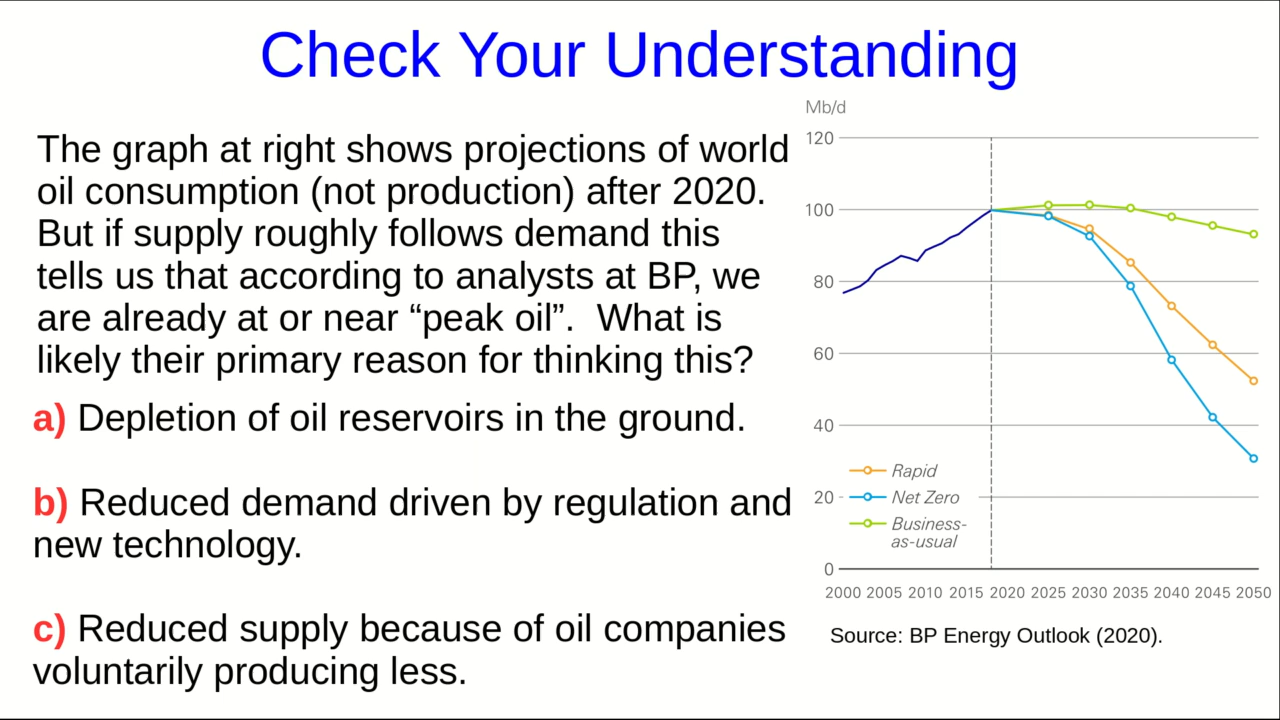 Check Your Understanding
The graph at right shows projections of world
oil consumption (not production) after 2020.
But if supply roughly follows demand this
tells us that according to analysts at BP, we
are already at or near “peak oil”.  What is
likely their primary reason for thinking this?
a) Depletion of oil reservoirs in the ground.
b) Reduced demand driven by regulation and
new technology.
c) Reduced supply because of oil companies
voluntarily producing less.
Mb/d
120
100
80
60
40
20
0
Rapid
Net Zero
Business-
as-usual
2000 2005 2010 2015 2020 2025 2030 2035 2040 2045 2050
Source: BP Energy Outlook (2020).